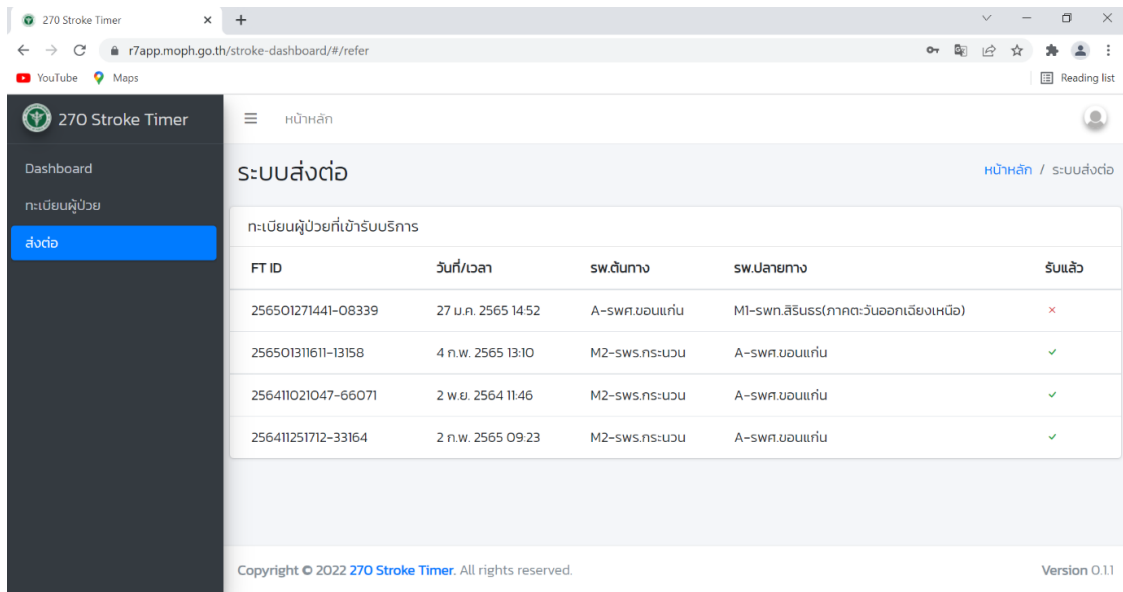 270 Stroke Timer
r7app.moph.go.th/stroke-dashboard/#/refer
YouTube Maps Reading list
270 Stroke Timer หน้าหลัก
Dashboard
ทะเบียนผู้ป่วย
ส่งต่อ
ระบบส่งต่อ หน้าหลัก / ระบบส่งต่อ
ทะเบียนผู้ป่วยที่เข้ารับบริการ
FT ID วันที่/เวลา รพ.ต้นทาง รพ.ปลายทาง รับแล้ว
256501271441-08339 27 ม.ค. 2565 14:52 A-รพศ.ขอนแก่น M1-รพท.สิรินธร(ภาคตะวันออกเฉียงเหนือ)
256501311611-13158 4 ก.พ. 2565 13:10 M2-รพร.กระนวน A-รพศ.ขอนแก่น
256411021047-66071 2 พ.ย. 2564 11:46 M2-รพร.กระนวน A-รพศ.ขอนแก่น
256411251712-33164 2 ก.พ. 2565 09:23 M2-รพร.กระนวน A-รพศ.ขอนแก่น
Copyright © 2022 270 Stroke Timer. All rights reserved. Version 0.1.1